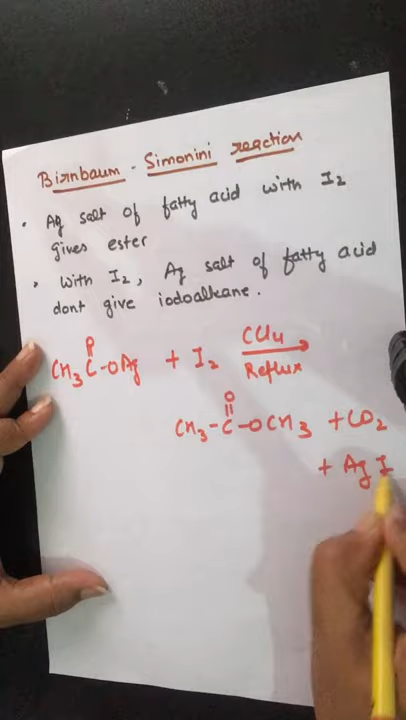 Birnbaum - Simonini reaction
• Ag salt of fatty acid with I2
gives ester
• With I2, Ag salt of fatty acid
dont give iodoalkane.
O
CH3 C-OAg + I2 CCl4
Reflux
O
CH3-C-OCH3 + CO2
+ AgI